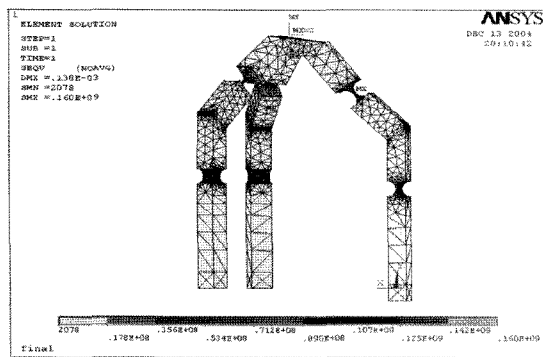 1
ELEMENT SOLUTION
STEP=1
SUB =1
TIME=1
SEQV (NOAVG)
DMX =.138E-03
SMN =2078
SMX =.160E+09
ANSYS
DEC 13 2004
20:10:42
MX
X
2078 .356E+08 .712E+08 .107E+09 .142E+09
.178E+08 .534E+08 .890E+08 .125E+09 .160E+09
final